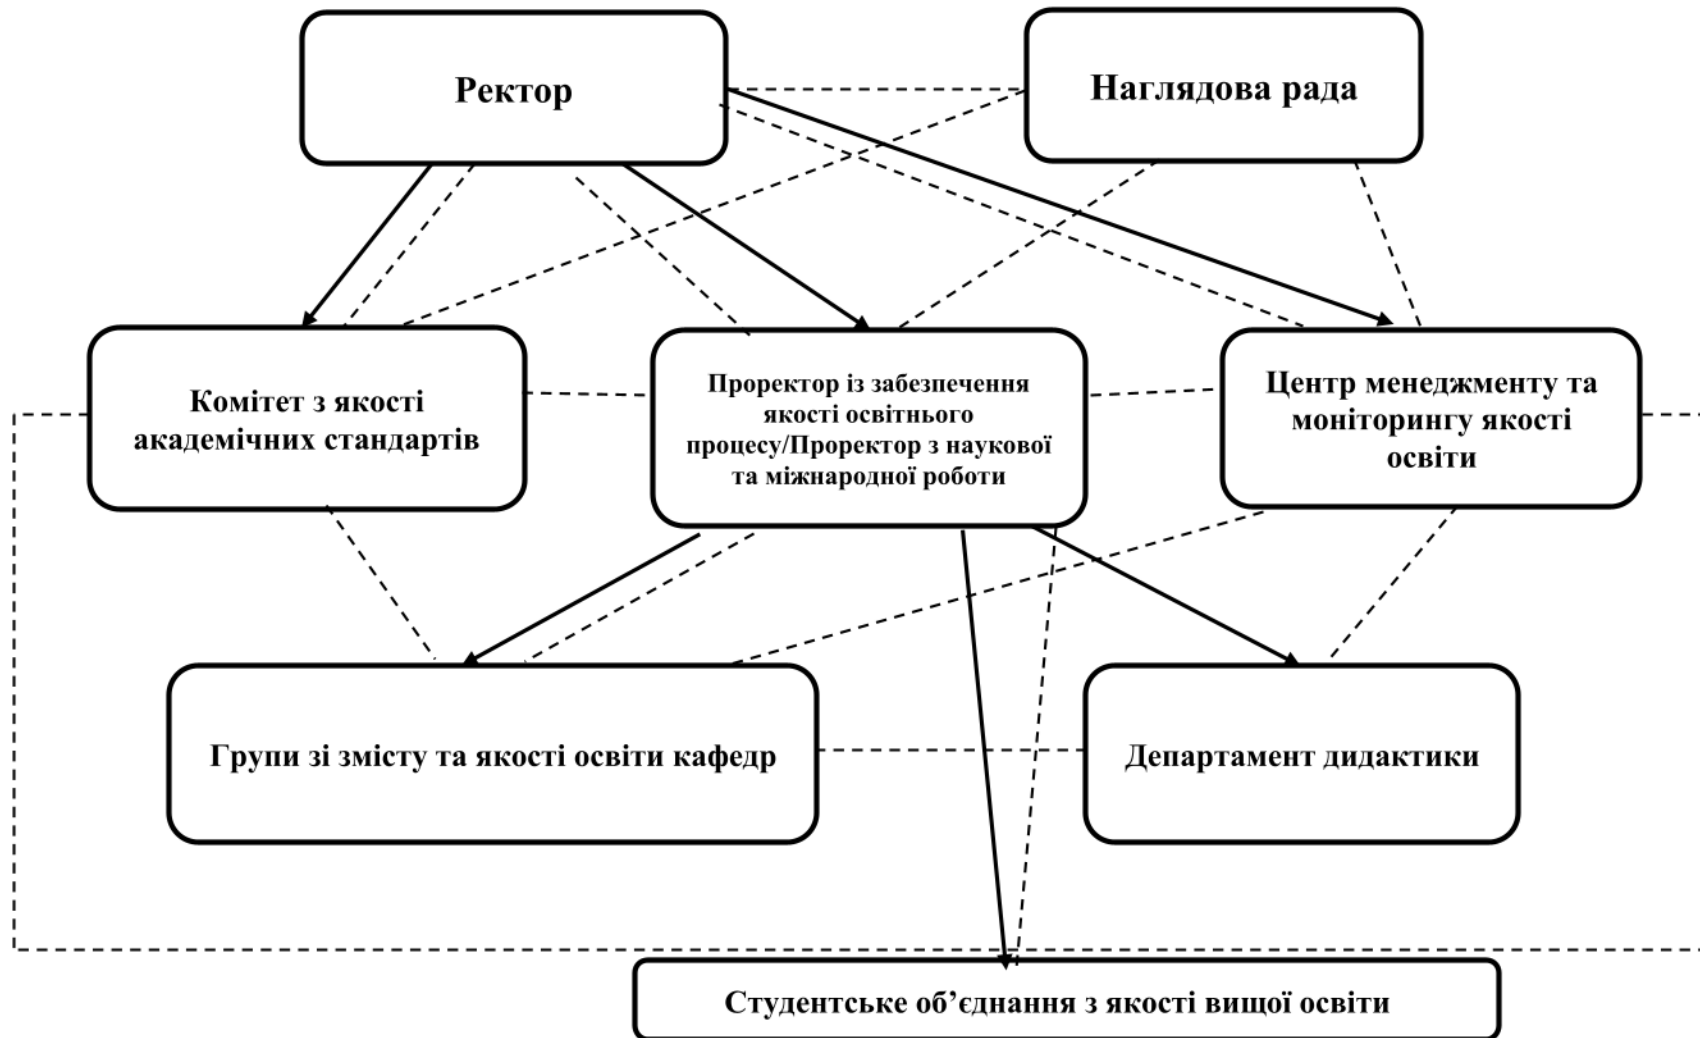 Ректор
Наглядова рада
Комітет з якості
академічних стандартів
Проректор із забезпечення
якості освітнього
процесу/Проректор з наукової
та міжнародної роботи
Центр менеджменту та
моніторингу якості
освіти
Групи зі змісту та якості освіти кафедр
Департамент дидактики
Студентське об’єднання з якості вищої освіти